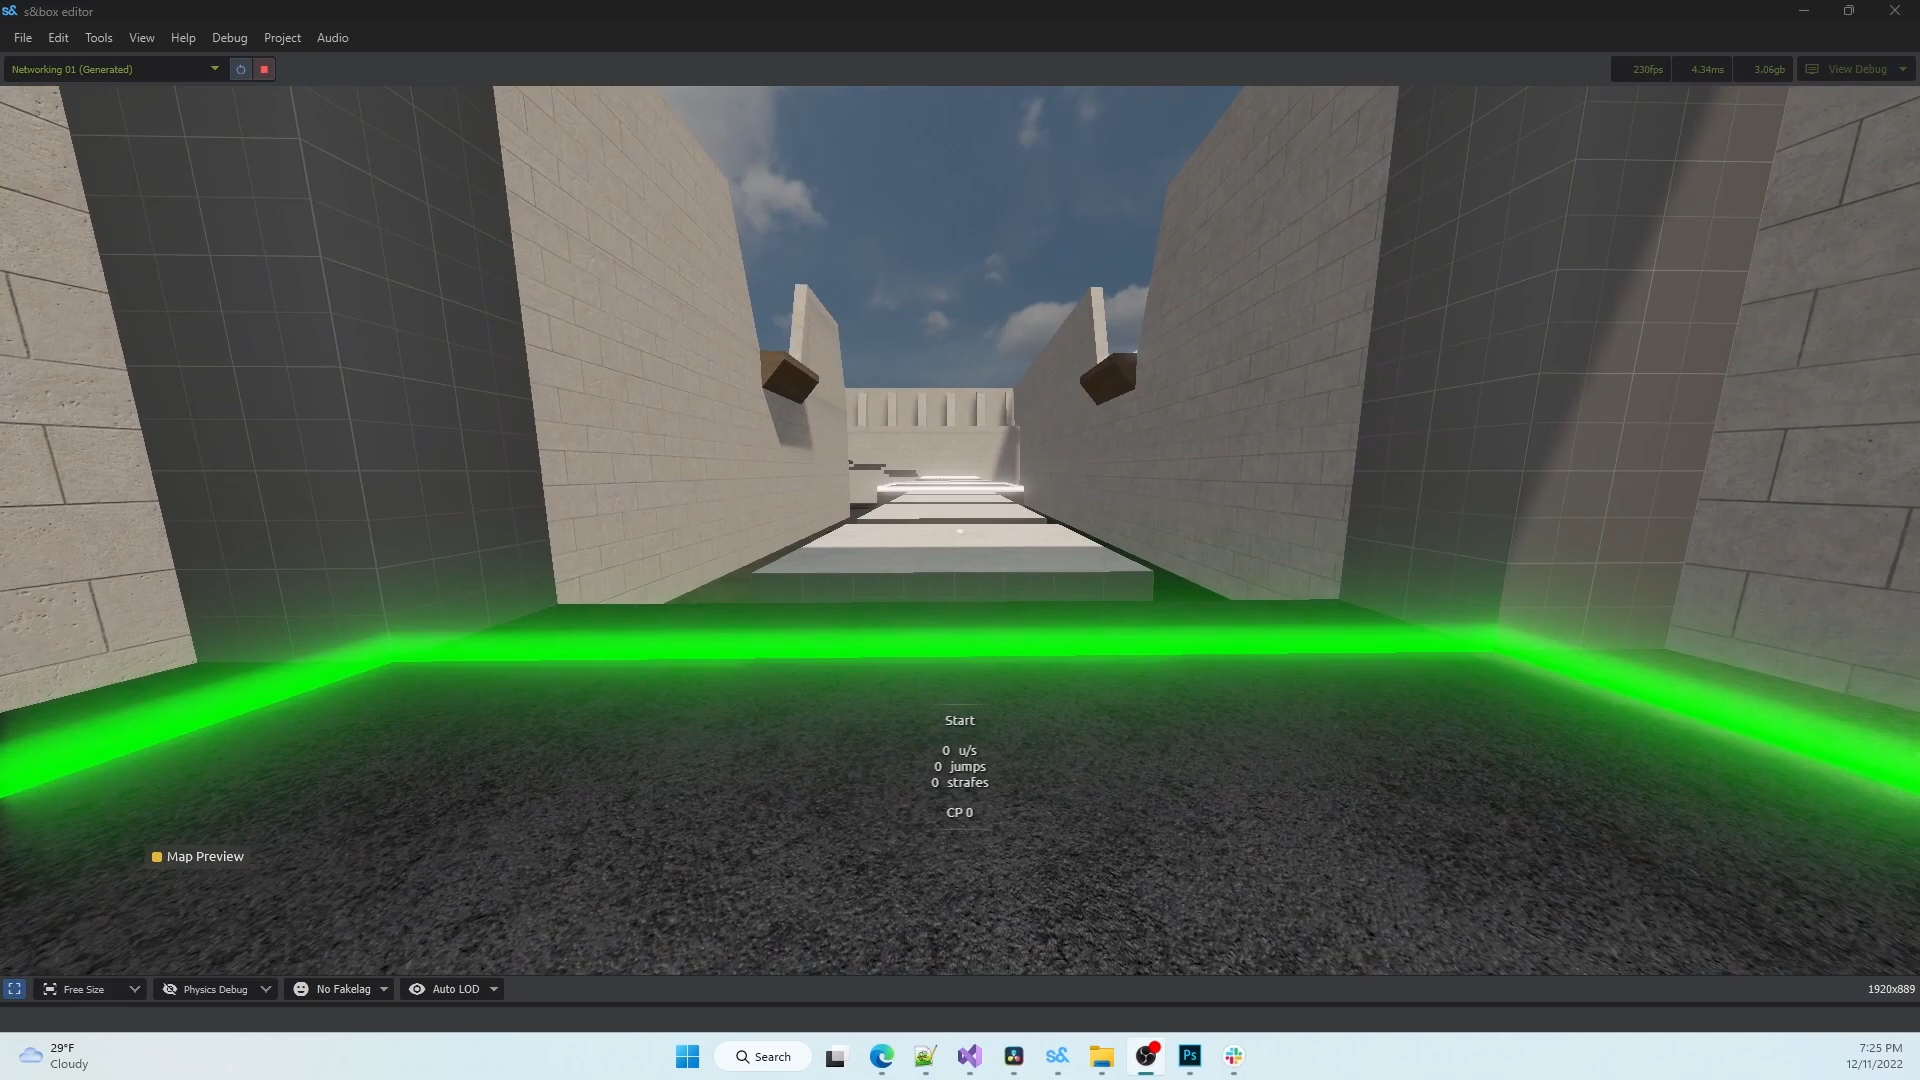 s& s&box editor
File Edit Tools View Help Debug Project Audio
Networking 01 (Generated) 230fps 4.34ms 3.06gb View Debug
Start
0 u/s
0 jumps
0 strafes
CP 0
Map Preview
Free Size Physics Debug No Fakelag Auto LOD 1920x889
29°F
Cloudy
Search
s&
Ps
7:25 PM
12/11/2022